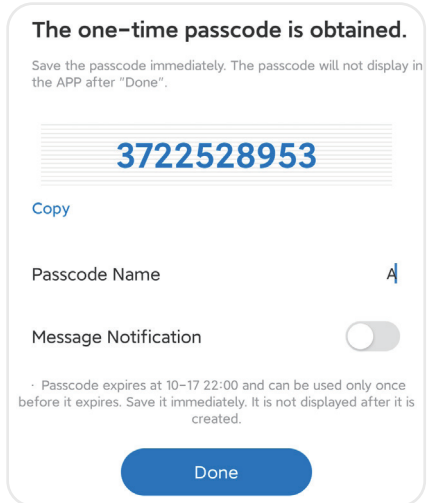 The one-time passcode is obtained.
Save the passcode immediately. The passcode will not display in
the APP after "Done".
3722528953
Copy
Passcode Name A
Message Notification
· Passcode expires at 10-17 22:00 and can be used only once
before it expires. Save it immediately. It is not displayed after it is
created.
Done